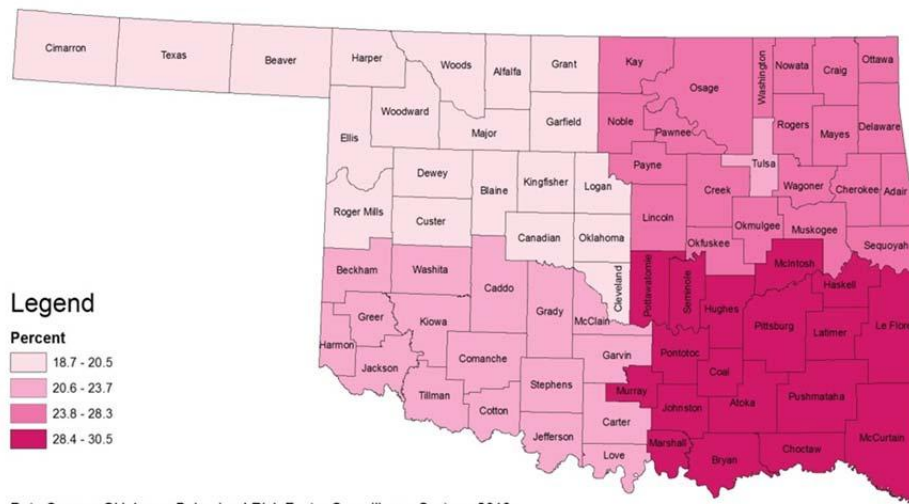 Cimarron
Texas
Beaver
Harper
Woods
Alfalfa
Grant
Kay
Osage
Washington
Nowata
Craig
Ottawa
Ellis
Woodward
Major
Garfield
Noble
Pawnee
Rogers
Mayes
Delaware
Dewey
Blaine
Kingfisher
Logan
Payne
Creek
Tulsa
Wagoner
Cherokee
Adair
Roger Mills
Custer
Canadian
Oklahoma
Lincoln
Okfuskee
Okmulgee
Muskogee
Sequoyah
Beckham
Washita
Caddo
Grady
McClain
Cleveland
Pottawatomie
Seminole
Hughes
McIntosh
Haskell
Pittsburg
Latimer
Le Flore
Greer
Kiowa
Harmon
Jackson
Comanche
Stephens
Garvin
Pontotoc
Coal
Tillman
Cotton
Murray
Johnston
Atoka
Pushmataha
McCurtain
Jefferson
Carter
Love
Marshall
Bryan
Choctaw
Legend
Percent
18.7 - 20.5
20.6 - 23.7
23.8 - 28.3
28.4 - 30.5